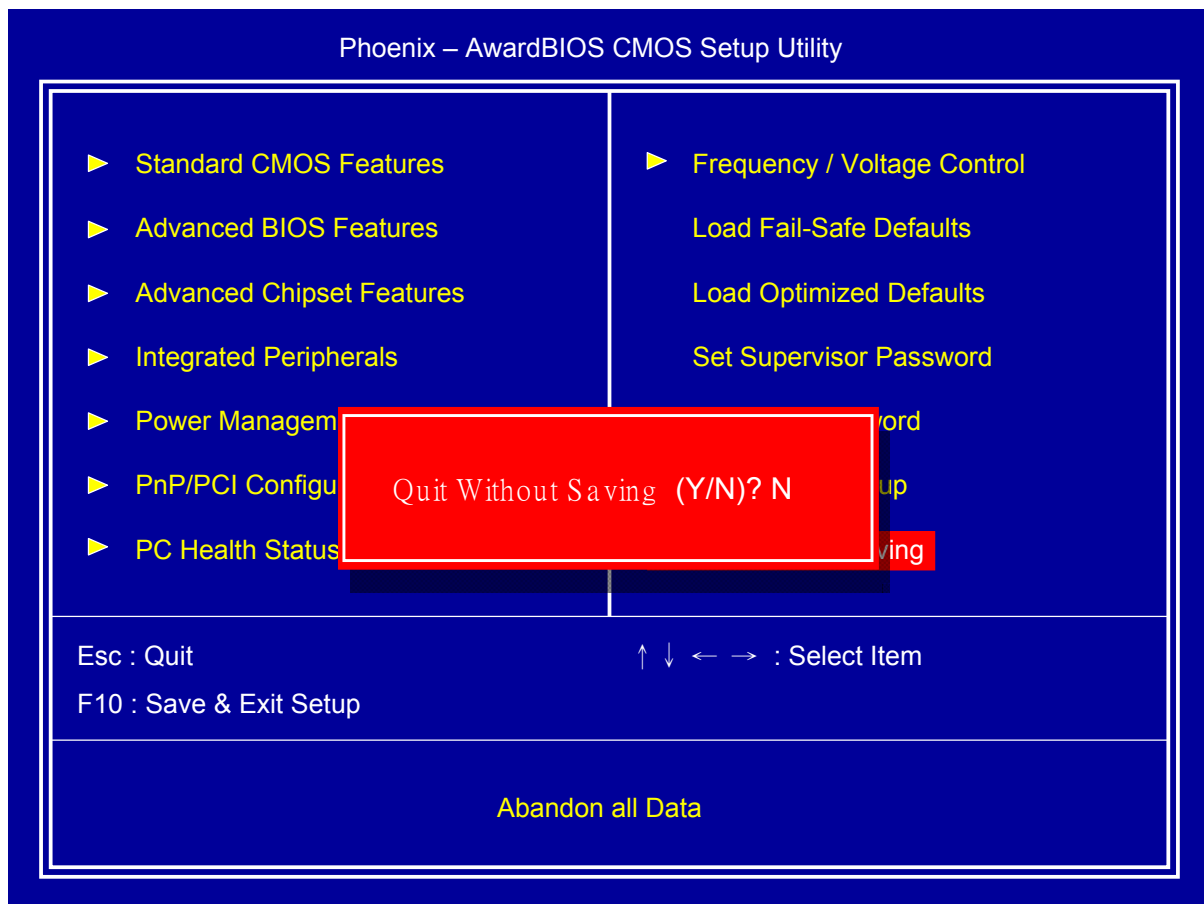 Phoenix – AwardBIOS CMOS Setup Utility
Standard CMOS Features
Advanced BIOS Features
Advanced Chipset Features
Integrated Peripherals
Power Managem
PnP/PCI Configu
PC Health Status
Frequency / Voltage Control
Load Fail-Safe Defaults
Load Optimized Defaults
Set Supervisor Password
ord
up
ving
Quit Without Saving (Y/N)? N
Esc : Quit
F10 : Save & Exit Setup
↑ ↓ ← → : Select Item
Abandon all Data